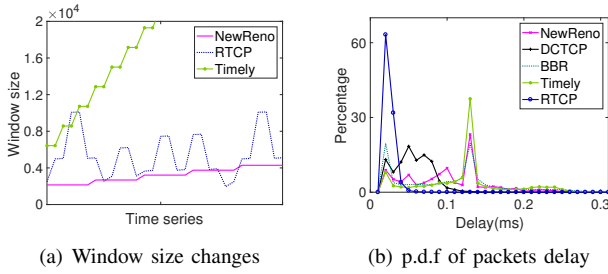 ×10⁴
2
1.6
1.2
0.8
0.4
0
Window size
Time series
NewReno
RTCP
Timely
(a) Window size changes
60
30
0
Percentage
0
0.1
0.2
0.3
Delay(ms)
NewReno
DCTCP
BBR
Timely
RTCP
(b) p.d.f of packets delay